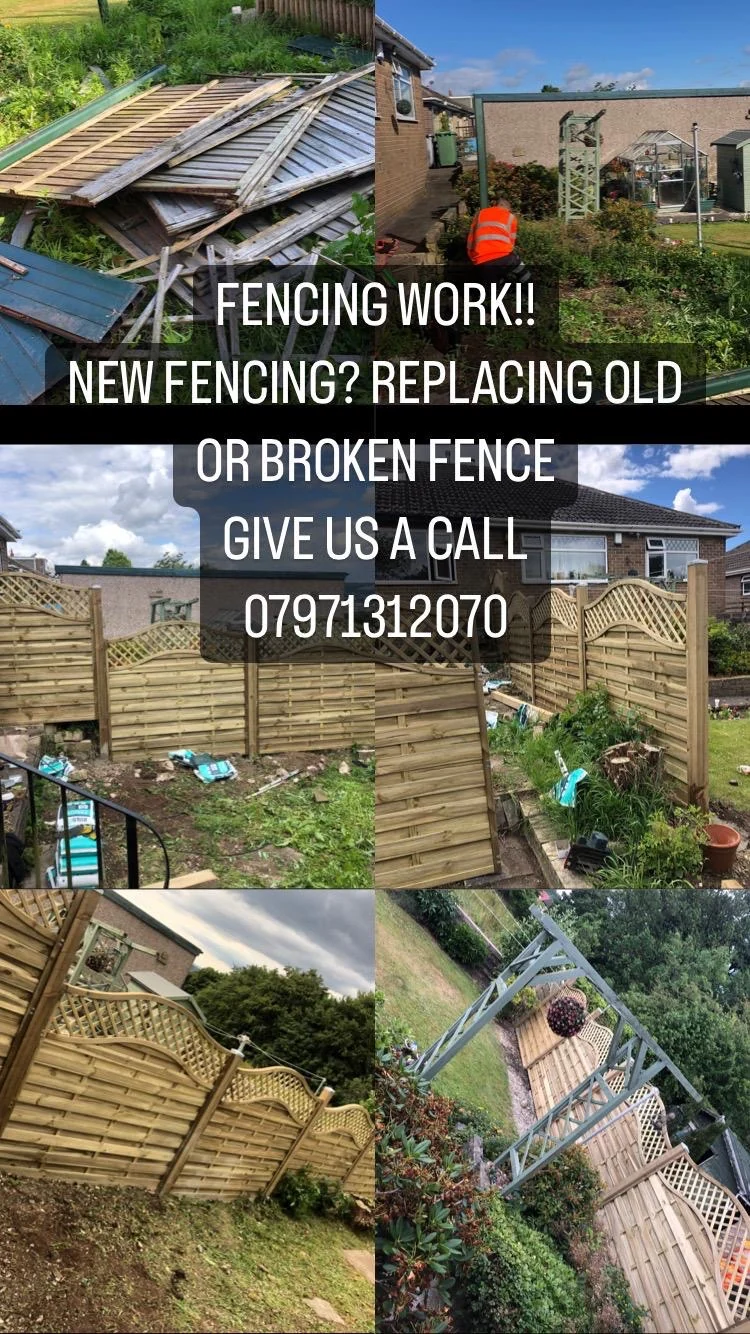 FENCING WORK!!
NEW FENCING? REPLACING OLD
OR BROKEN FENCE
GIVE US A CALL
07971312070